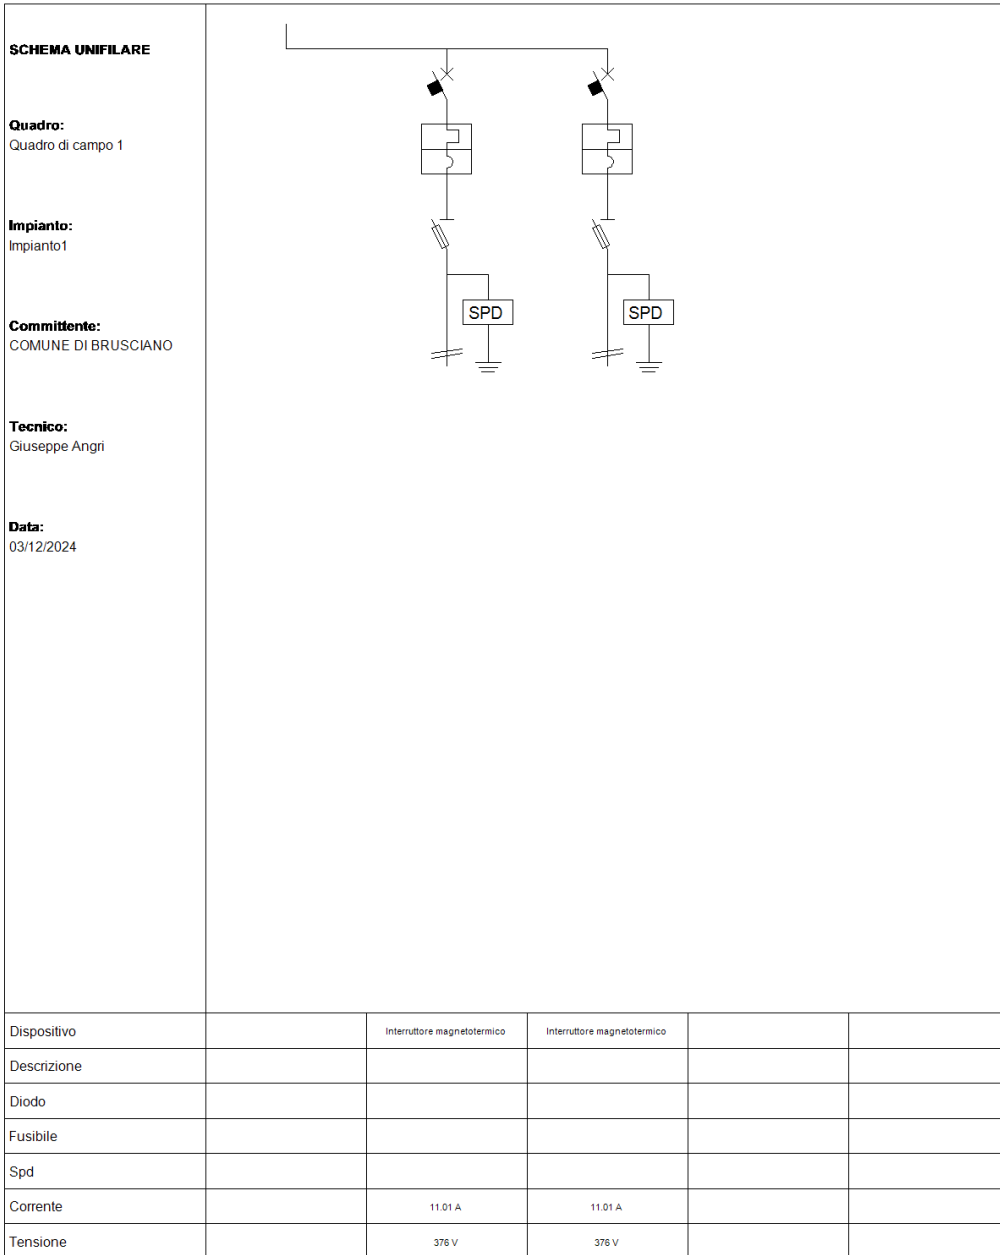 SCHEMA UNIFILARE
Quadro:
Quadro di campo 1
Impianto:
Impianto1
Committente:
COMUNE DI BRUSCIANO
Tecnico:
Giuseppe Angri
Data:
03/12/2024
SPD SPD
Dispositivo Interruttore magnetotermico Interruttore magnetotermico
Descrizione
Diodo
Fusibile
Spd
Corrente 11.01 A 11.01 A
Tensione 376 V 376 V